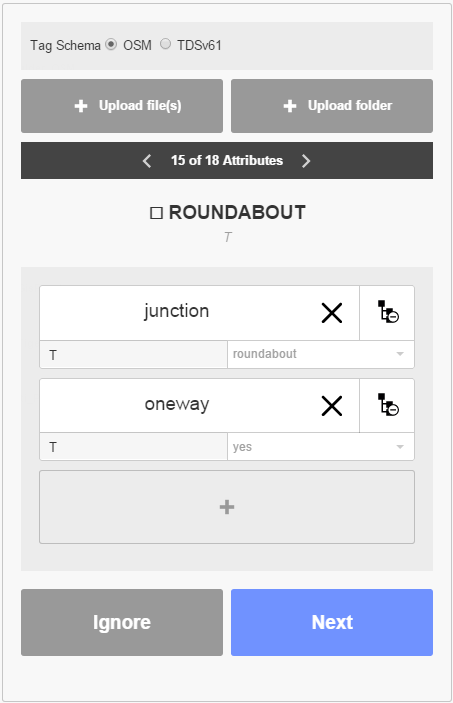 Tag Schema OSM TDSv61
Upload file(s) Upload folder
15 of 18 Attributes
ROUNDABOUT
T
junction
T roundabout
oneway
T yes
Ignore Next